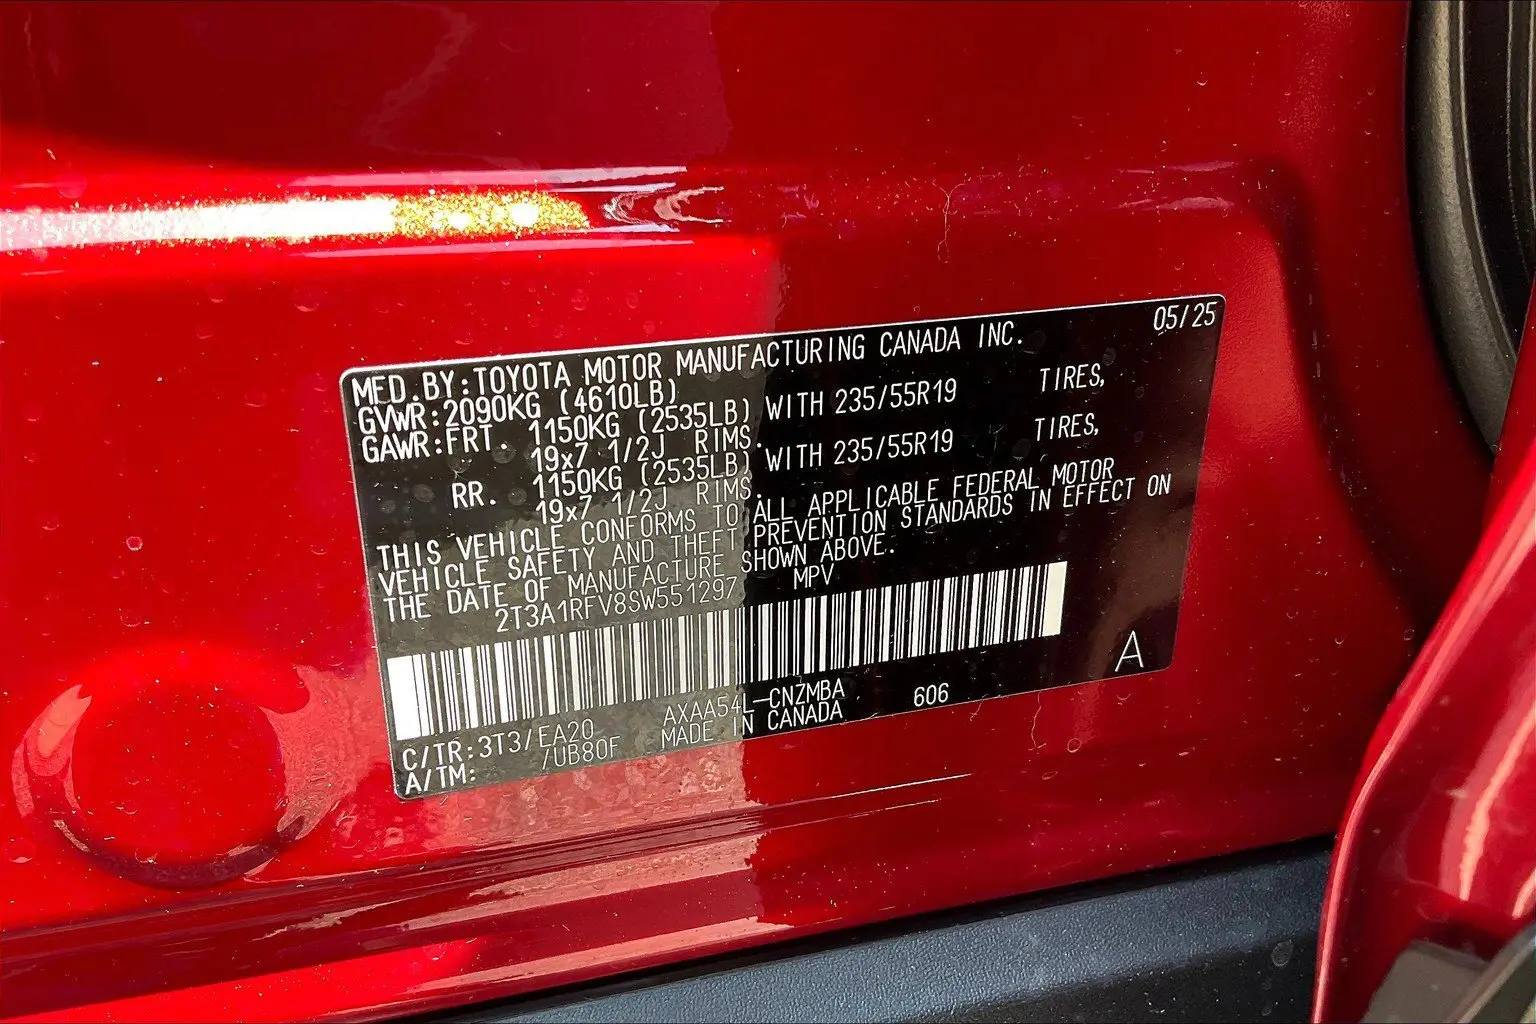 MED.BY:TOYOTA MOTOR MANUFACTURING CANADA INC. 05/25
GVWR:2090KG (4610LB)
GAWR:FRT. 1150KG (2535LB) WITH 235/55R19 TIRES,
19x7 1/2J RIMS.
RR. 1150KG (2535LB) WITH 235/55R19 TIRES,
19x7 1/2J RIMS.
THIS VEHICLE CONFORMS TO ALL APPLICABLE FEDERAL MOTOR
VEHICLE SAFETY AND THEFT PREVENTION STANDARDS IN EFFECT ON
THE DATE OF MANUFACTURE SHOWN ABOVE.
2T3A1RFV8SW551297 MPV
A
C/TR:3T3/EA20 AXAA54L-CNZMBA 606
A/TM: /UB80F MADE IN CANADA